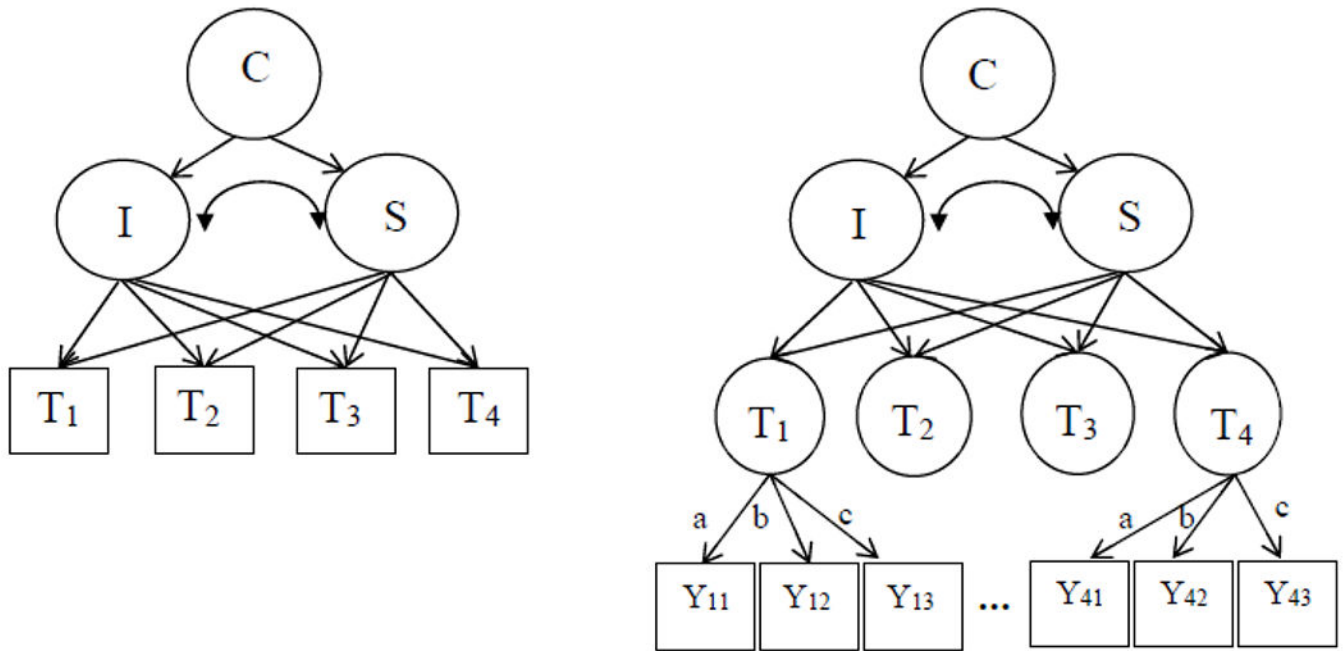 C
I S
T1 T2 T3 T4
C
I S
T1 T2 T3 T4
a b c a b c
Y11 Y12 Y13 ... Y41 Y42 Y43